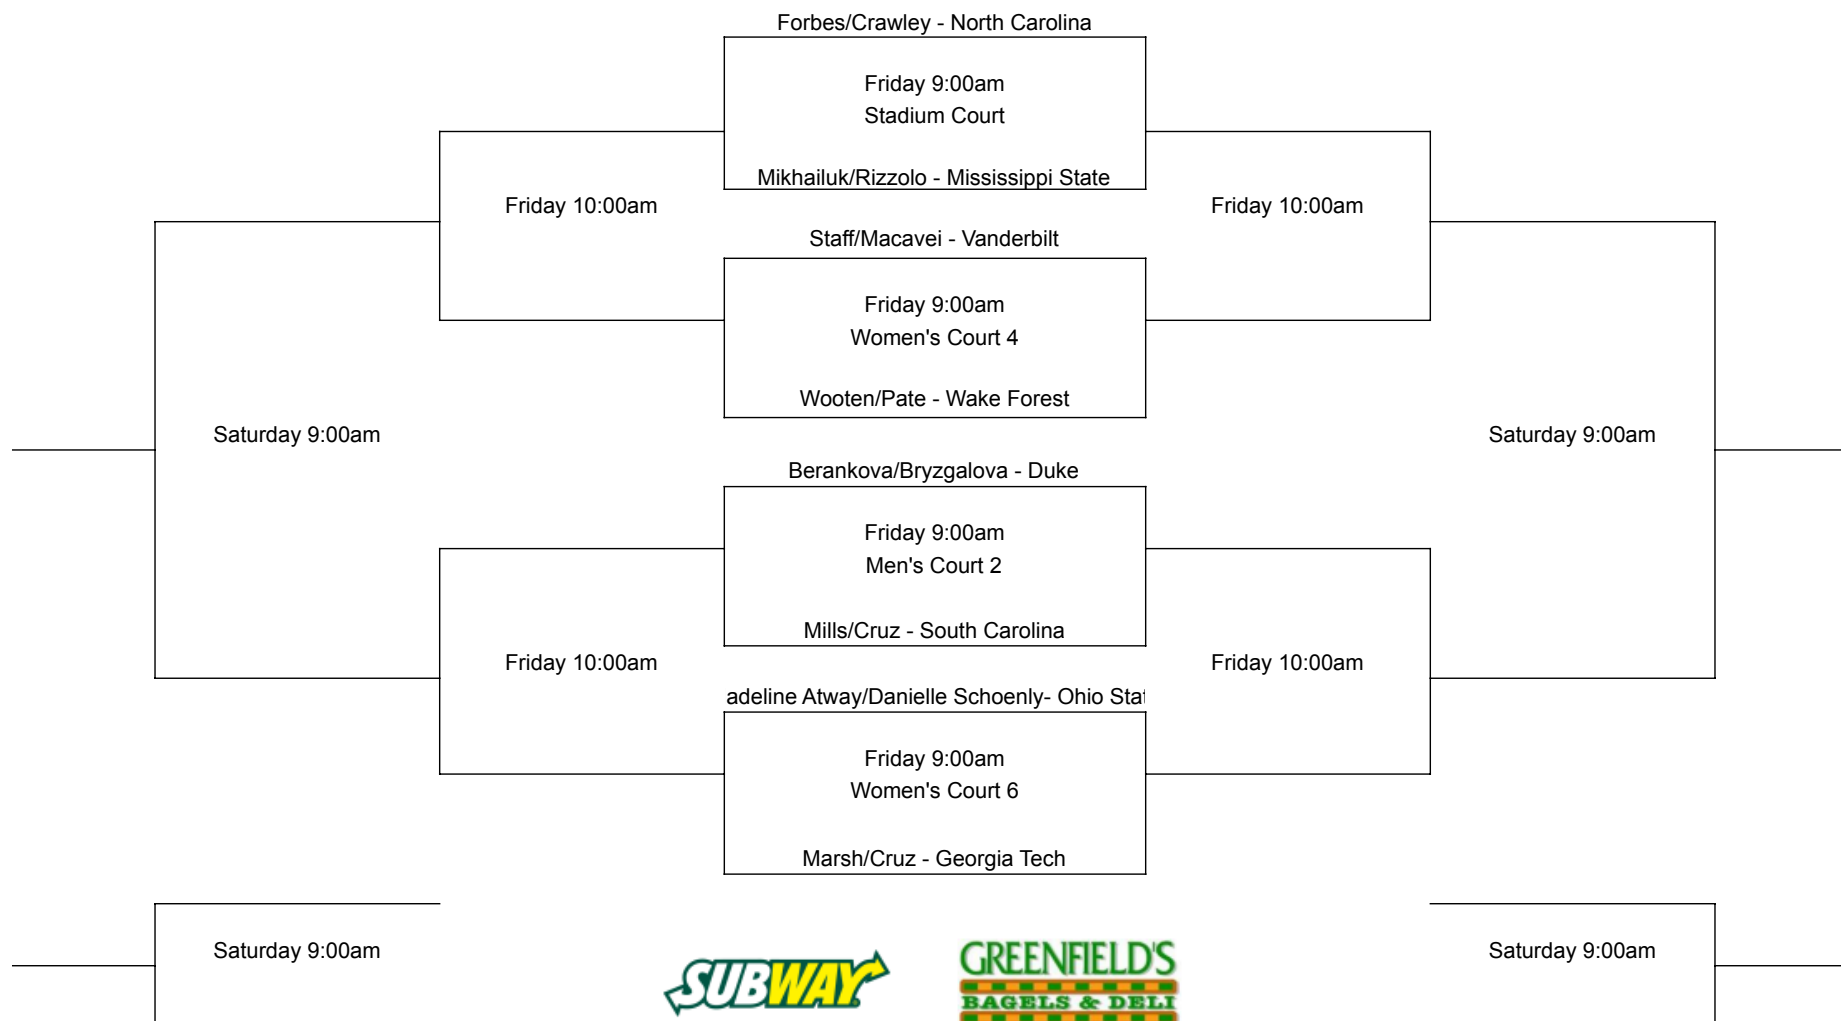 Forbes/Crawley - North Carolina
Friday 9:00am
Stadium Court
Mikhailuk/Rizzolo - Mississippi State
Friday 10:00am
Friday 10:00am
Staff/Macavei - Vanderbilt
Friday 9:00am
Women's Court 4
Wooten/Pate - Wake Forest
Saturday 9:00am
Saturday 9:00am
Berankova/Bryzgalova - Duke
Friday 9:00am
Men's Court 2
Mills/Cruz - South Carolina
Friday 10:00am
Friday 10:00am
adeline Atway/Danielle Schoenly- Ohio Stat
Friday 9:00am
Women's Court 6
Marsh/Cruz - Georgia Tech
Saturday 9:00am
Saturday 9:00am
SUBWAY
GREENFIELD'S
BAGELS & DELI